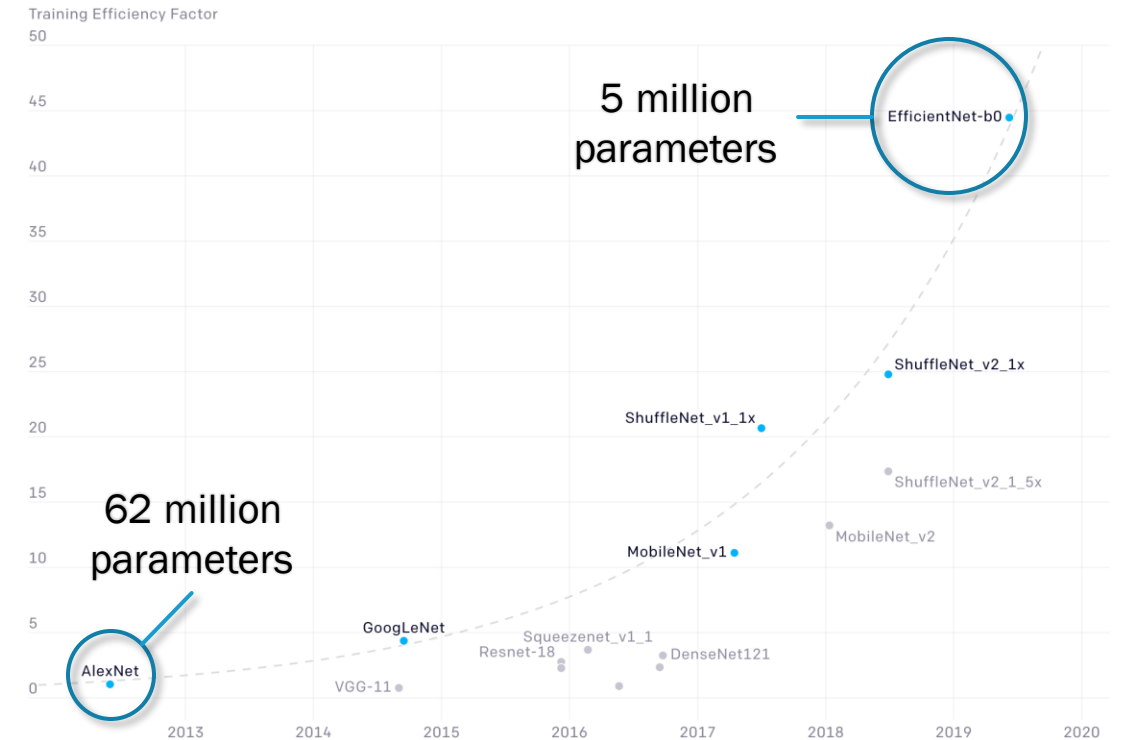 Training Efficiency Factor
50
45
40
35
30
25
20
15
10
5
0
5 million
parameters
EfficientNet-b0
ShuffleNet_v2_1x
ShuffleNet_v1_1x
ShuffleNet_v2_1_5x
62 million
parameters
MobileNet_v2
MobileNet_v1
GoogLeNet
Squeezenet_v1_1
Resnet-18
DenseNet121
AlexNet
VGG-11
2013
2014
2015
2016
2017
2018
2019
2020